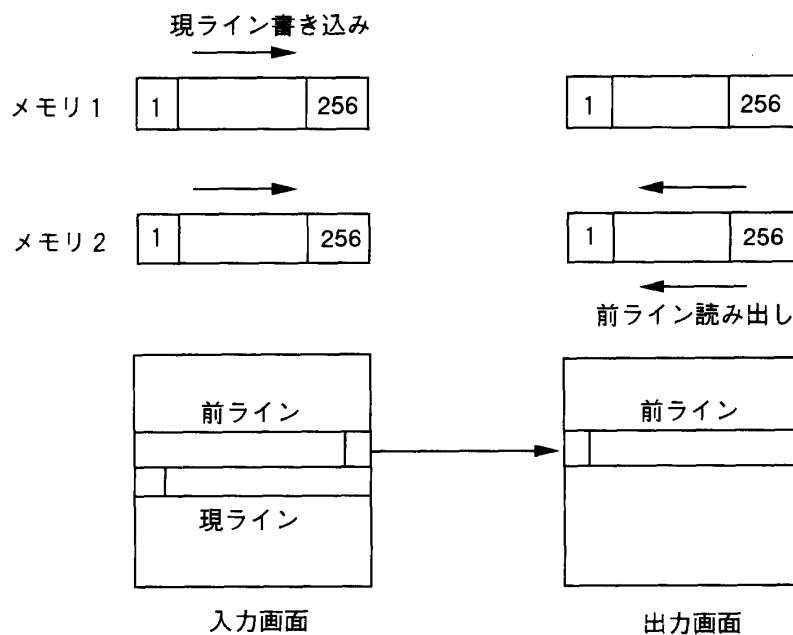 現ライン書き込み
メモリ1 1 256 1 256
メモリ2 1 256 1 256
前ライン読み出し
前ライン 前ライン
現ライン
入力画面 出力画面